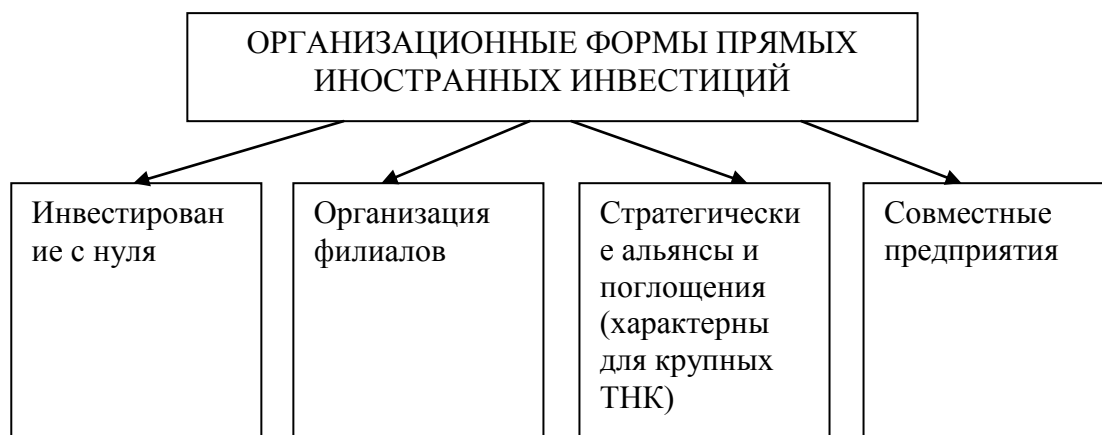 ОРГАНИЗАЦИОННЫЕ ФОРМЫ ПРЯМЫХ
ИНОСТРАННЫХ ИНВЕСТИЦИЙ
Инвестирован
ие с нуля
Организация
филиалов
Стратегически
е альянсы и
поглощения
(характерны
для крупных
ТНК)
Совместные
предприятия